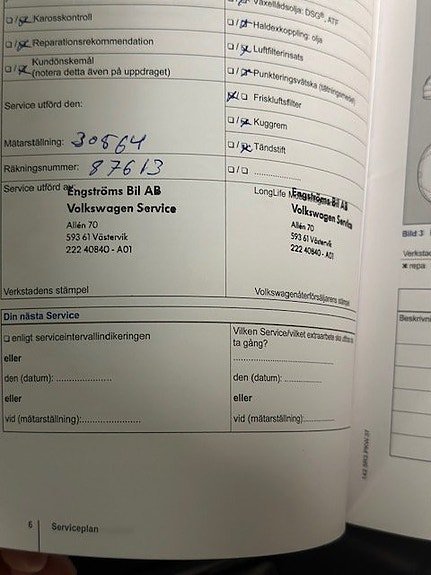 ❏/❏ Karosskontroll
❏/❏ Reparationsrekommendation
❏/❏ Kundönskemål
(notera detta även på uppdraget)
Service utförd den:
Mätarställning: 30564
Räkningsnummer: 87613
Service utförd av
Engströms Bil AB
Volkswagen Service
Allén 70
593 61 Västervik
222 40840 - A01
Verkstadens stämpel
Växellådsolja: DSG®, ATF
❏/❏ Haldexkoppling: olja
❏/❏ Luftfilterinsats
❏/❏ Punkteringsvätska (tätningsmedel)
❏/❏ Friskluftsfilter
❏/❏ Kuggrem
❏/❏ Tändstift
❏/❏ ..................
LongLife
Engströms Bil AB
Volkswagen Service
Allén 70
593 61 Västervik
222 40840 - A01
Volkswagenåterförsäljarens stämpel
Din nästa Service
❏ enligt serviceintervallindikeringen
eller
den (datum):..................
eller
vid (mätarställning):..................
Vilken Service/vilket extraarbete ska utföras
ta gång?
..................
den (datum):..................
eller
vid (mätarställning):..................
6 Serviceplan
Bild 3
Verksta
repa
Beskrivni